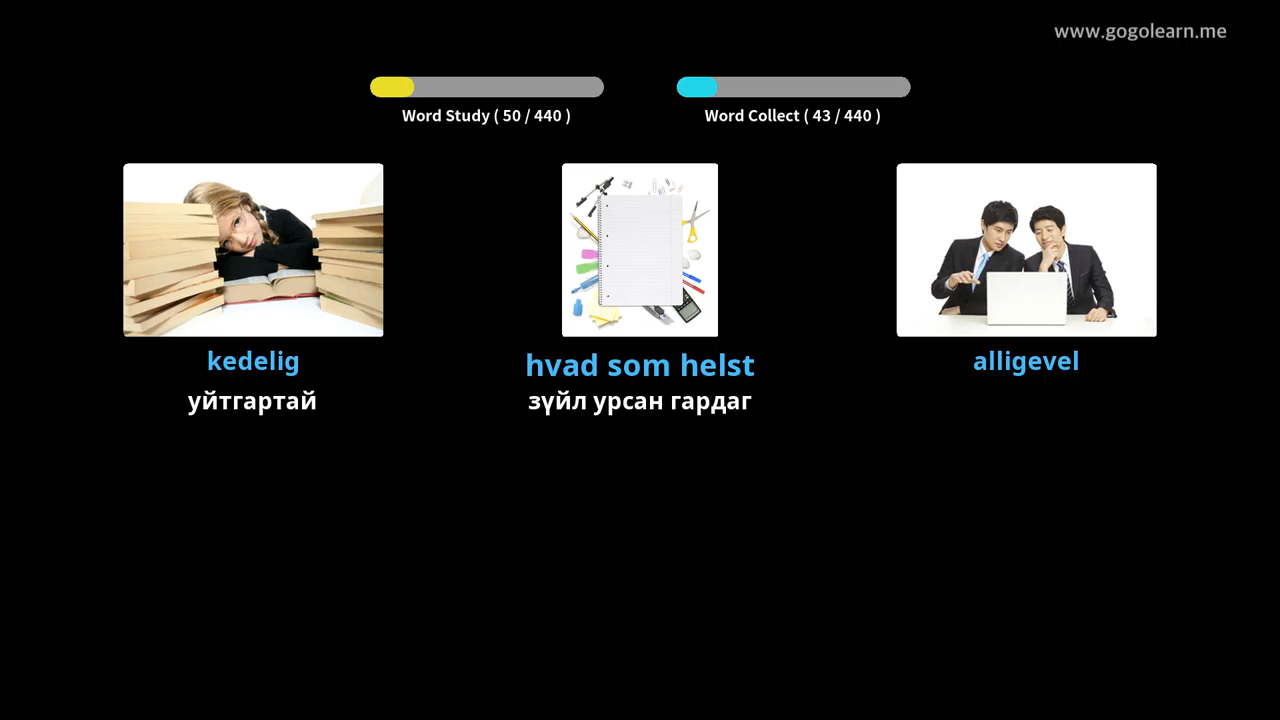 www.gogolearn.me
Word Study ( 50 / 440 )
Word Collect ( 43 / 440 )
kedelig
уйтгартай
hvad som helst
зүйл урсан гардаг
alligevel